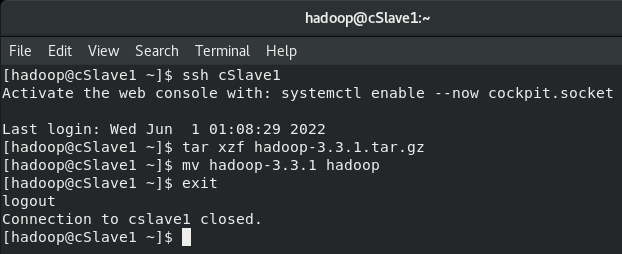 hadoop@cSlave1:~
File Edit View Search Terminal Help
[hadoop@cSlave1 ~]$ ssh cSlave1
Activate the web console with: systemctl enable --now cockpit.socket
Last login: Wed Jun  1 01:08:29 2022
[hadoop@cSlave1 ~]$ tar xzf hadoop-3.3.1.tar.gz
[hadoop@cSlave1 ~]$ mv hadoop-3.3.1 hadoop
[hadoop@cSlave1 ~]$ exit
logout
Connection to cslave1 closed.
[hadoop@cSlave1 ~]$